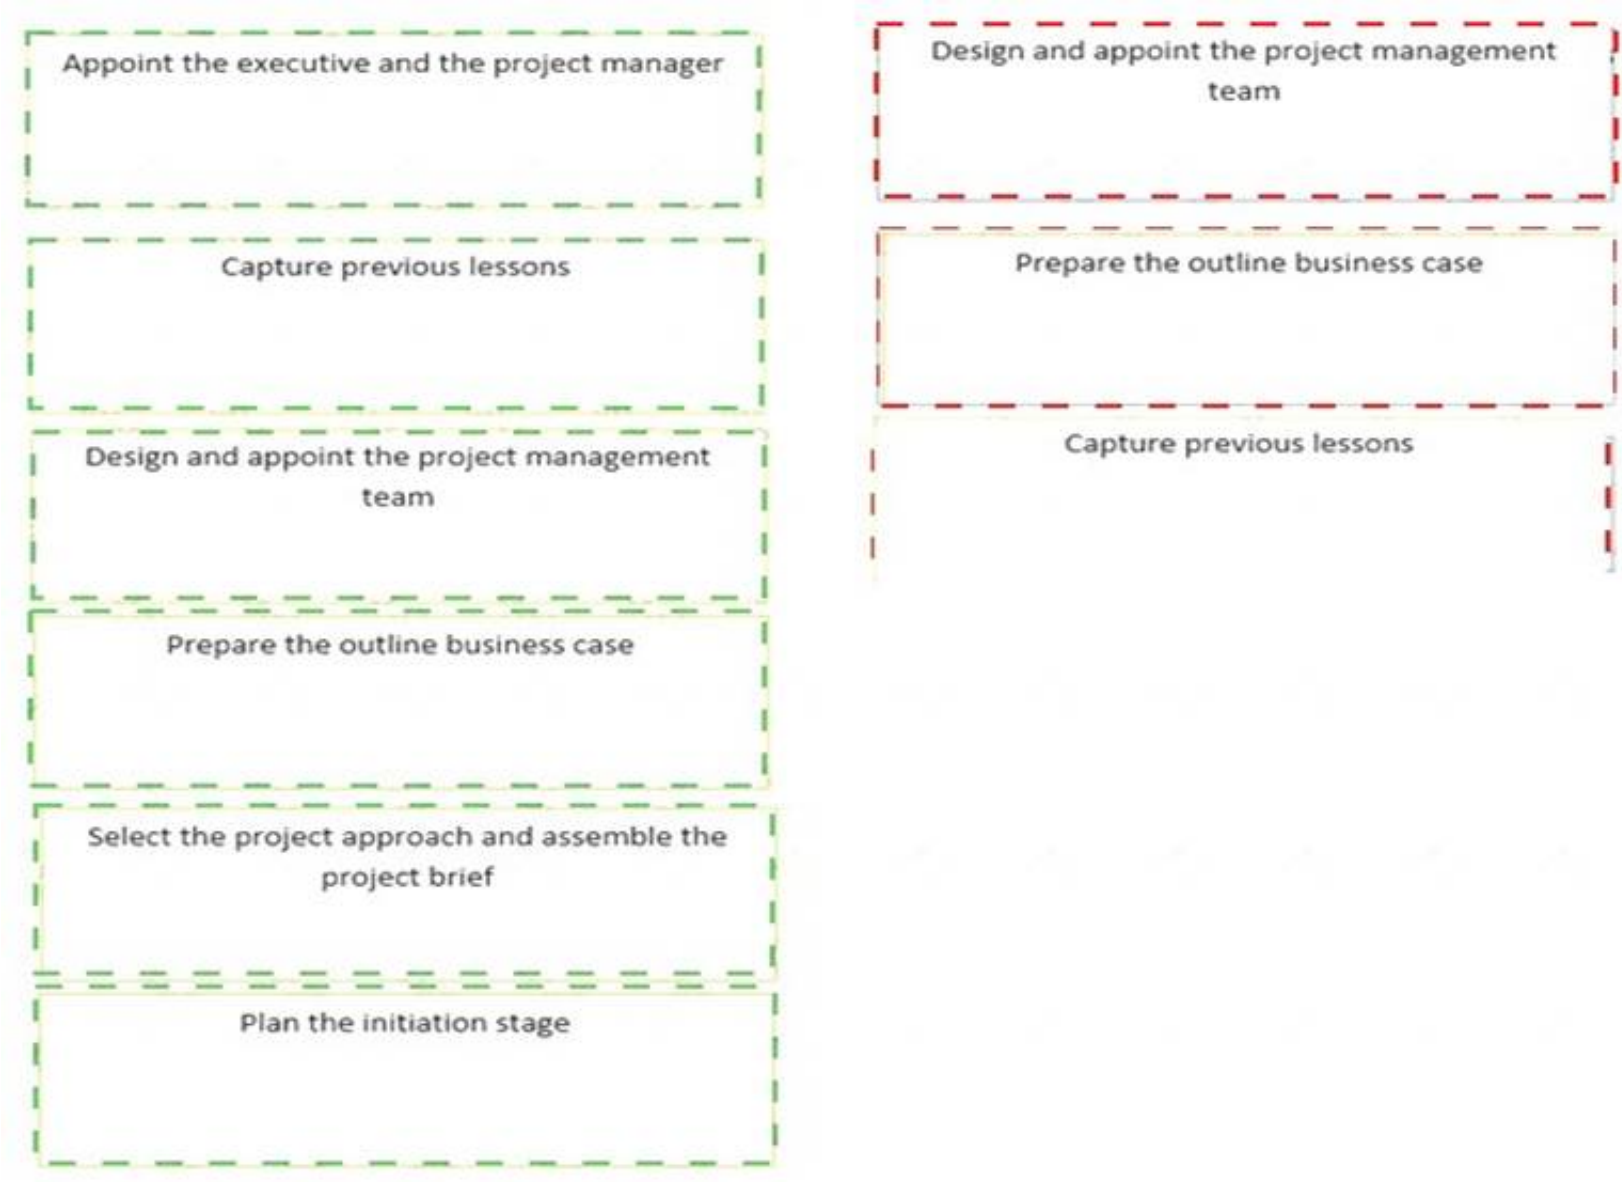 Appoint the executive and the project manager
Capture previous lessons
Design and appoint the project management
team
Prepare the outline business case
Select the project approach and assemble the
project brief
Plan the initiation stage
Design and appoint the project management
team
Prepare the outline business case
Capture previous lessons